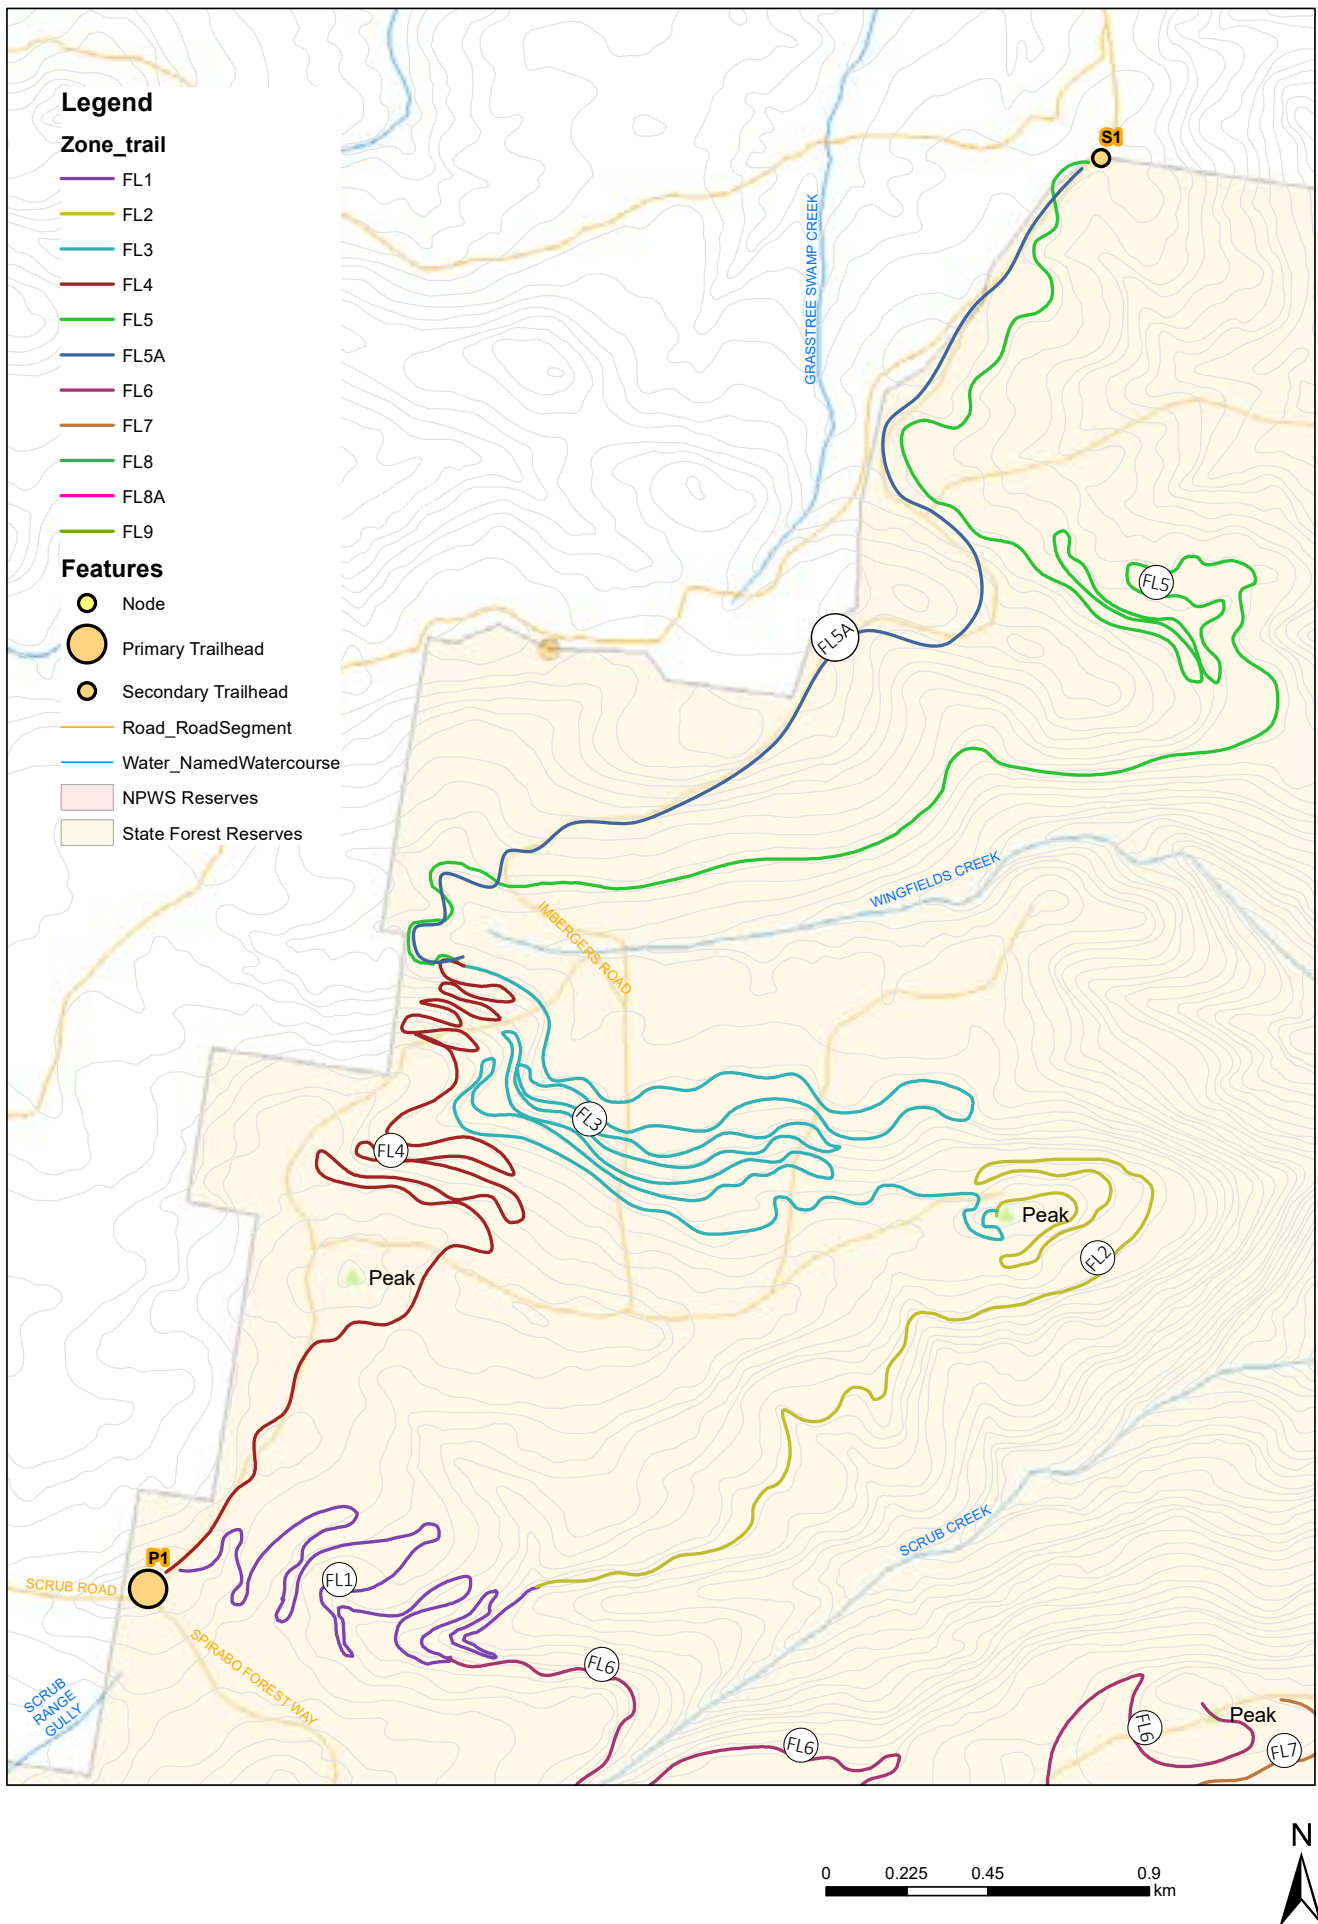 Legend
Zone_trail
FL1
FL2
FL3
FL4
FL5
FL5A
FL6
FL7
FL8
FL8A
FL9
Features
Node
Primary Trailhead
Secondary Trailhead
Road_RoadSegment
Water_NamedWatercourse
NPWS Reserves
State Forest Reserves
S1
GRASSTREE SWAMP CREEK
FL5
FL5A
WINGFIELDS CREEK
IMBERGERS ROAD
FL3
FL4
Peak
FL2
Peak
SCRUB CREEK
P1
SCRUB ROAD
FL1
SPIRABO FOREST WAY
FL6
SCRUB
RANGE
GULLY
FL6
FL6
Peak
FL7
N
0 0.225 0.45 0.9
km